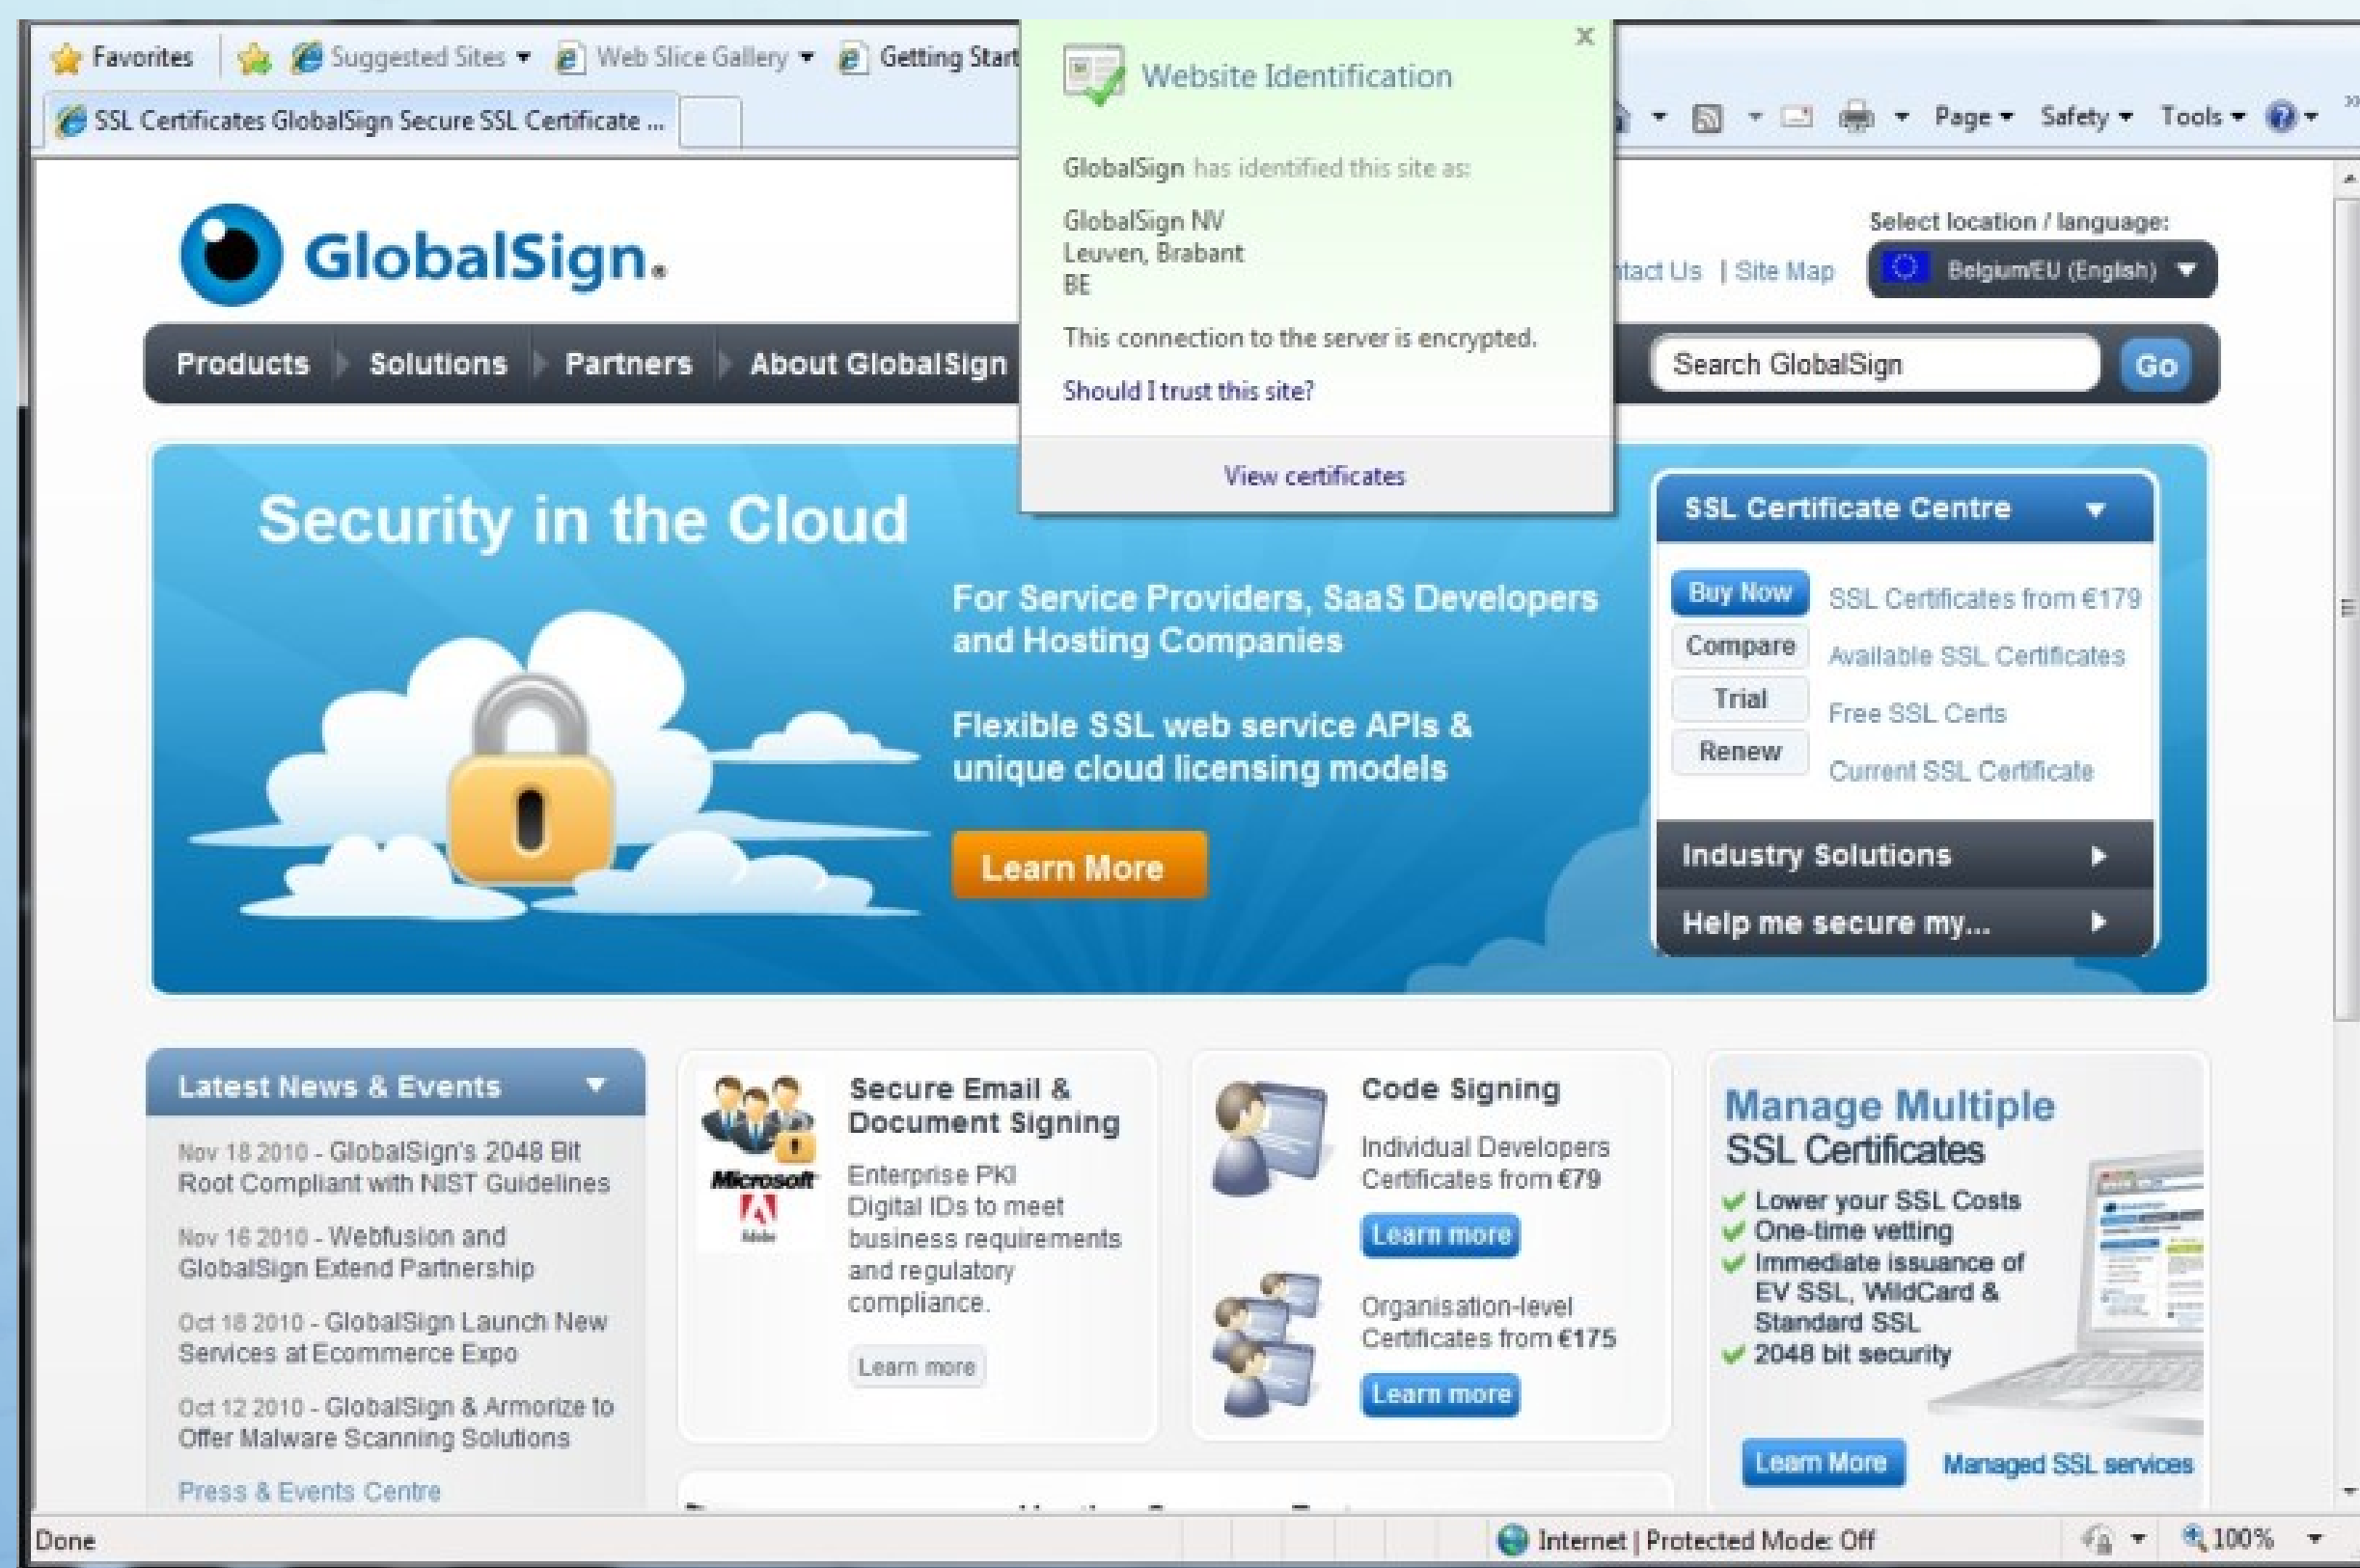 Favorites
Suggested Sites
Web Slice Gallery
Getting Start
SSL Certificates GlobalSign Secure SSL Certificate ...
Page
Safety
Tools
Website Identification
GlobalSign has identified this site as:
GlobalSign NV
Leuven, Brabant
BE
This connection to the server is encrypted.
Should I trust this site?
View certificates
GlobalSign®
Select location / language:
Us | Site Map
Belgium/EU (English)
Products
Solutions
Partners
About GlobalSign
Search GlobalSign
Go
Security in the Cloud
For Service Providers, SaaS Developers
and Hosting Companies
Flexible SSL web service APIs &
unique cloud licensing models
Learn More
SSL Certificate Centre
Buy Now
SSL Certificates from €179
Compare
Available SSL Certificates
Trial
Free SSL Certs
Renew
Current SSL Certificate
Industry Solutions
Help me secure my...
Latest News & Events
Nov 18 2010 - GlobalSign's 2048 Bit
Root Compliant with NIST Guidelines
Nov 16 2010 - Webfusion and
GlobalSign Extend Partnership
Oct 18 2010 - GlobalSign Launch New
Services at Ecommerce Expo
Oct 12 2010 - GlobalSign & Armorize to
Offer Malware Scanning Solutions
Press & Events Centre
Microsoft
Adobe
Secure Email &
Document Signing
Enterprise PKI
Digital IDs to meet
business requirements
and regulatory
compliance.
Learn more
Code Signing
Individual Developers
Certificates from €79
Learn more
Organisation-level
Certificates from €175
Learn more
Manage Multiple
SSL Certificates
Lower your SSL Costs
One-time vetting
Immediate issuance of
EV SSL, WildCard &
Standard SSL
2048 bit security
Learn More
Managed SSL services
Done
Internet | Protected Mode: Off
100%